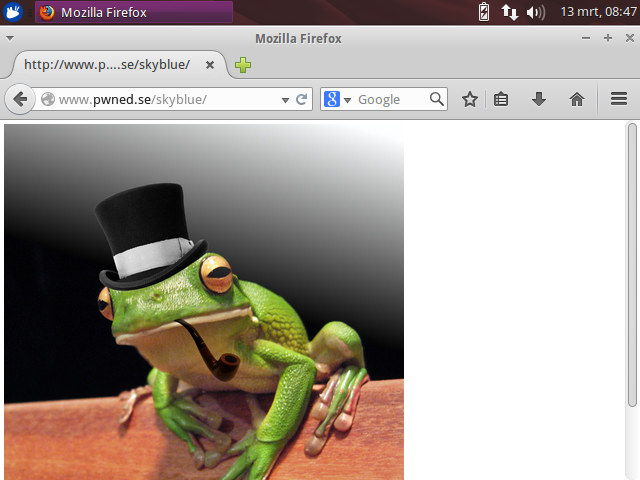 Mozilla Firefox
13 mrt, 08:47
Mozilla Firefox
http://www.p....se/skyblue/
www.pwned.se/skyblue/
Google